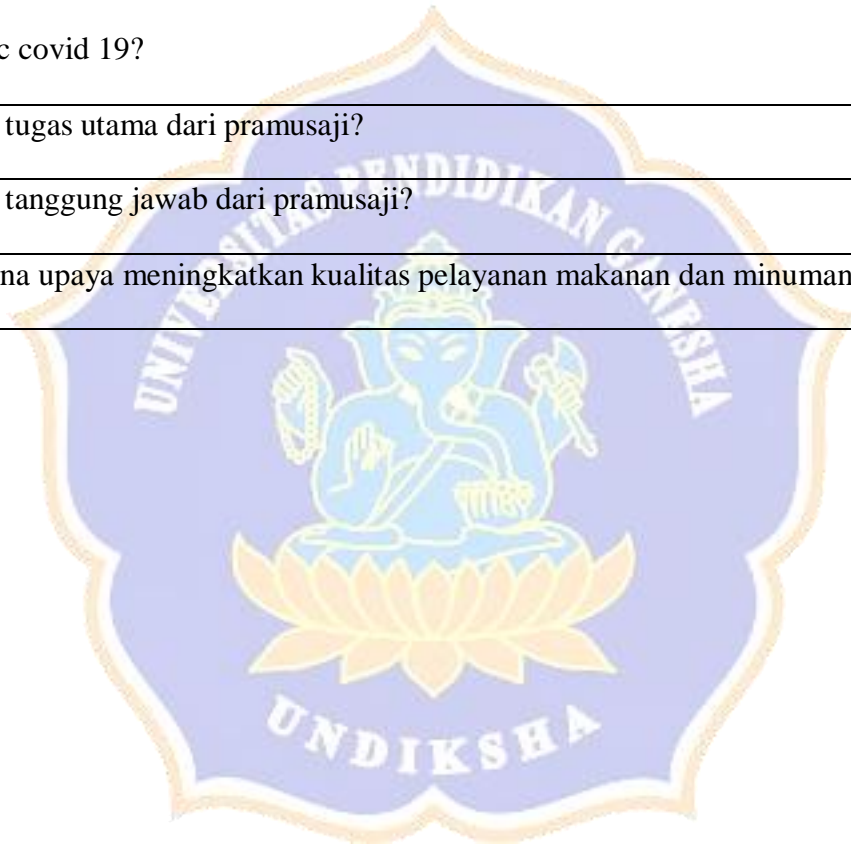 c covid 19?
tugas utama dari pramusaji?
tanggung jawab dari pramusaji?
na upaya meningkatkan kualitas pelayanan makanan dan minuman
UNIVERSITAS PENDIDIKAN GANESHA
UNDIKSHA